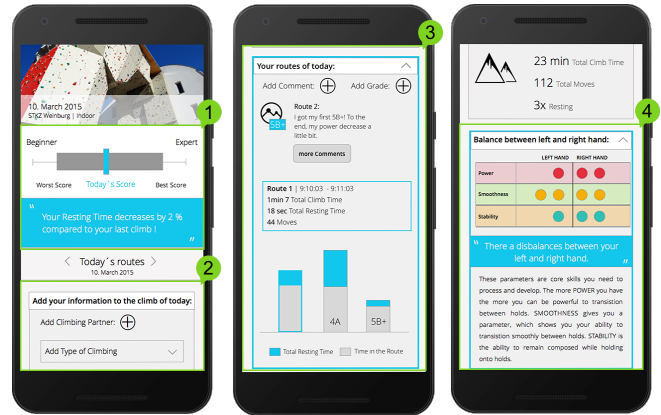 1
10. March 2015
STKZ Weinburg | Indoor
Beginner Expert
Worst Score Today´s Score Best Score
"
Your Resting Time decreases by 2 %
compared to your last climb !
"
< Today´s routes >
10. March 2015
2
Add your information to the climb of today:
Add Climbing Partner:
Add Type of Climbing
3
Your routes of today:
Add Comment: Add Grade:
Route 2:
I got my first 5B+! To the
end, my power decrease a
little bit.
5B+
more Comments
Route 1 | 9:10:03 - 9:11:03
1min 7 Total Climb Time
18 sec Total Resting Time
44 Moves
4A 5B+
Total Resting Time Time in the Route
23 min Total Climb Time
112 Total Moves
3x Resting
4
Balance between left and right hand:
LEFT HAND RIGHT HAND
Power
Smoothness
Stability
"
There a disbalances between your
left and right hand.
"
These parameters are core skills you need to
process and develop. The more POWER you have
the more you can be powerful to transistion
between holds. SMOOTHNESS gives you a
parameter, which shows you your ability to
transition smoothly between holds. STABILITY is
the ability to remain composed while holding
onto holds.